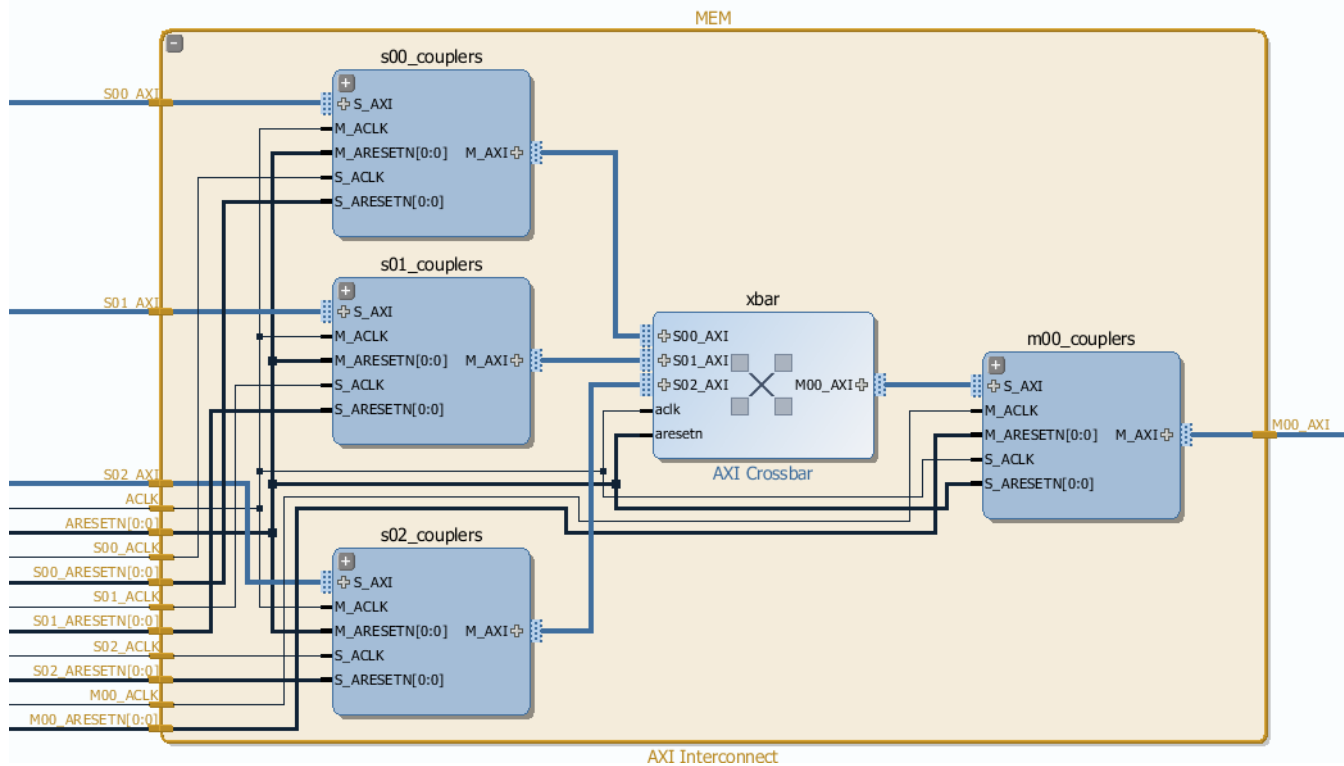 MEM
S00_AXI
S01_AXI
S02_AXI
ACLK
ARESETN[0:0]
S00_ACLK
S00_ARESETN[0:0]
S01_ACLK
S01_ARESETN[0:0]
S02_ACLK
S02_ARESETN[0:0]
M00_ACLK
M00_ARESETN[0:0]
s00_couplers
S_AXI
M_ACLK
M_ARESETN[0:0] M_AXI
S_ACLK
S_ARESETN[0:0]
s01_couplers
S_AXI
M_ACLK
M_ARESETN[0:0] M_AXI
S_ACLK
S_ARESETN[0:0]
s02_couplers
S_AXI
M_ACLK
M_ARESETN[0:0] M_AXI
S_ACLK
S_ARESETN[0:0]
xbar
S00_AXI
S01_AXI
S02_AXI M00_AXI
aclk
aresetn
AXI Crossbar
m00_couplers
S_AXI
M_ACLK
M_ARESETN[0:0] M_AXI
S_ACLK
S_ARESETN[0:0]
M00_AXI
AXI Interconnect